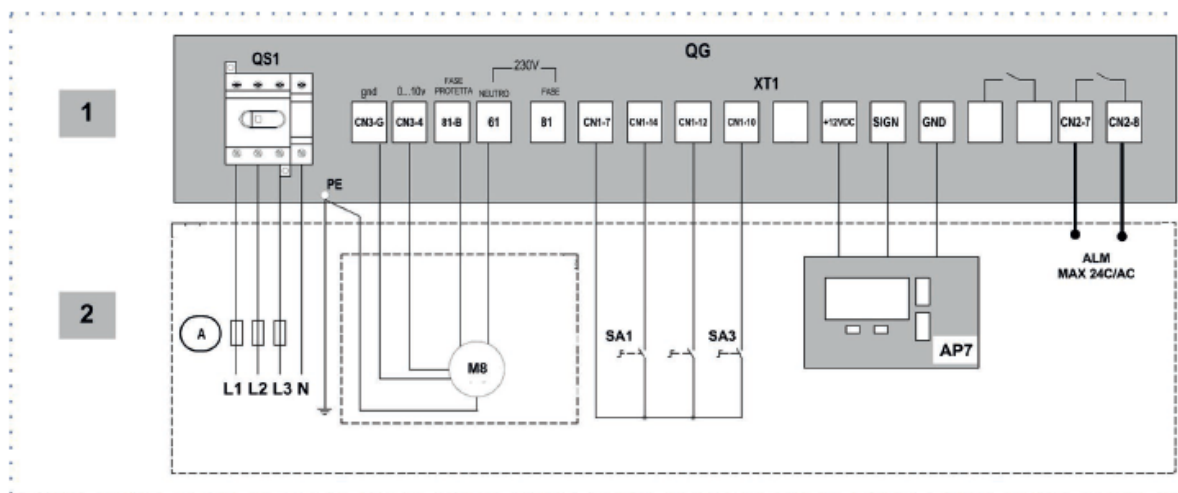 QG
QS1
XT1
230V
gnd
0...10v
FASE
PROTETTA
NEUTRO
FASE
CN3-G
CN3-4
81-B
61
81
CN1-7
CN1-14
CN1-12
CN1-10
+12VDC
SIGN
GND
CN2-7
CN2-8
1
PE
ALM
MAX 24C/AC
2
A
SA1
SA3
AP7
M8
L1 L2 L3 N